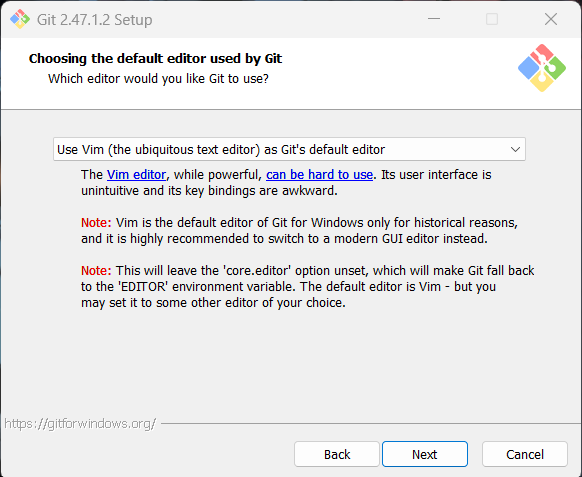 Git 2.47.1.2 Setup
Choosing the default editor used by Git
Which editor would you like Git to use?
Use Vim (the ubiquitous text editor) as Git's default editor
The Vim editor, while powerful, can be hard to use. Its user interface is
unintuitive and its key bindings are awkward.
Note: Vim is the default editor of Git for Windows only for historical reasons,
and it is highly recommended to switch to a modern GUI editor instead.
Note: This will leave the 'core.editor' option unset, which will make Git fall back
to the 'EDITOR' environment variable. The default editor is Vim - but you
may set it to some other editor of your choice.
https://gitforwindows.org/
Back
Next
Cancel